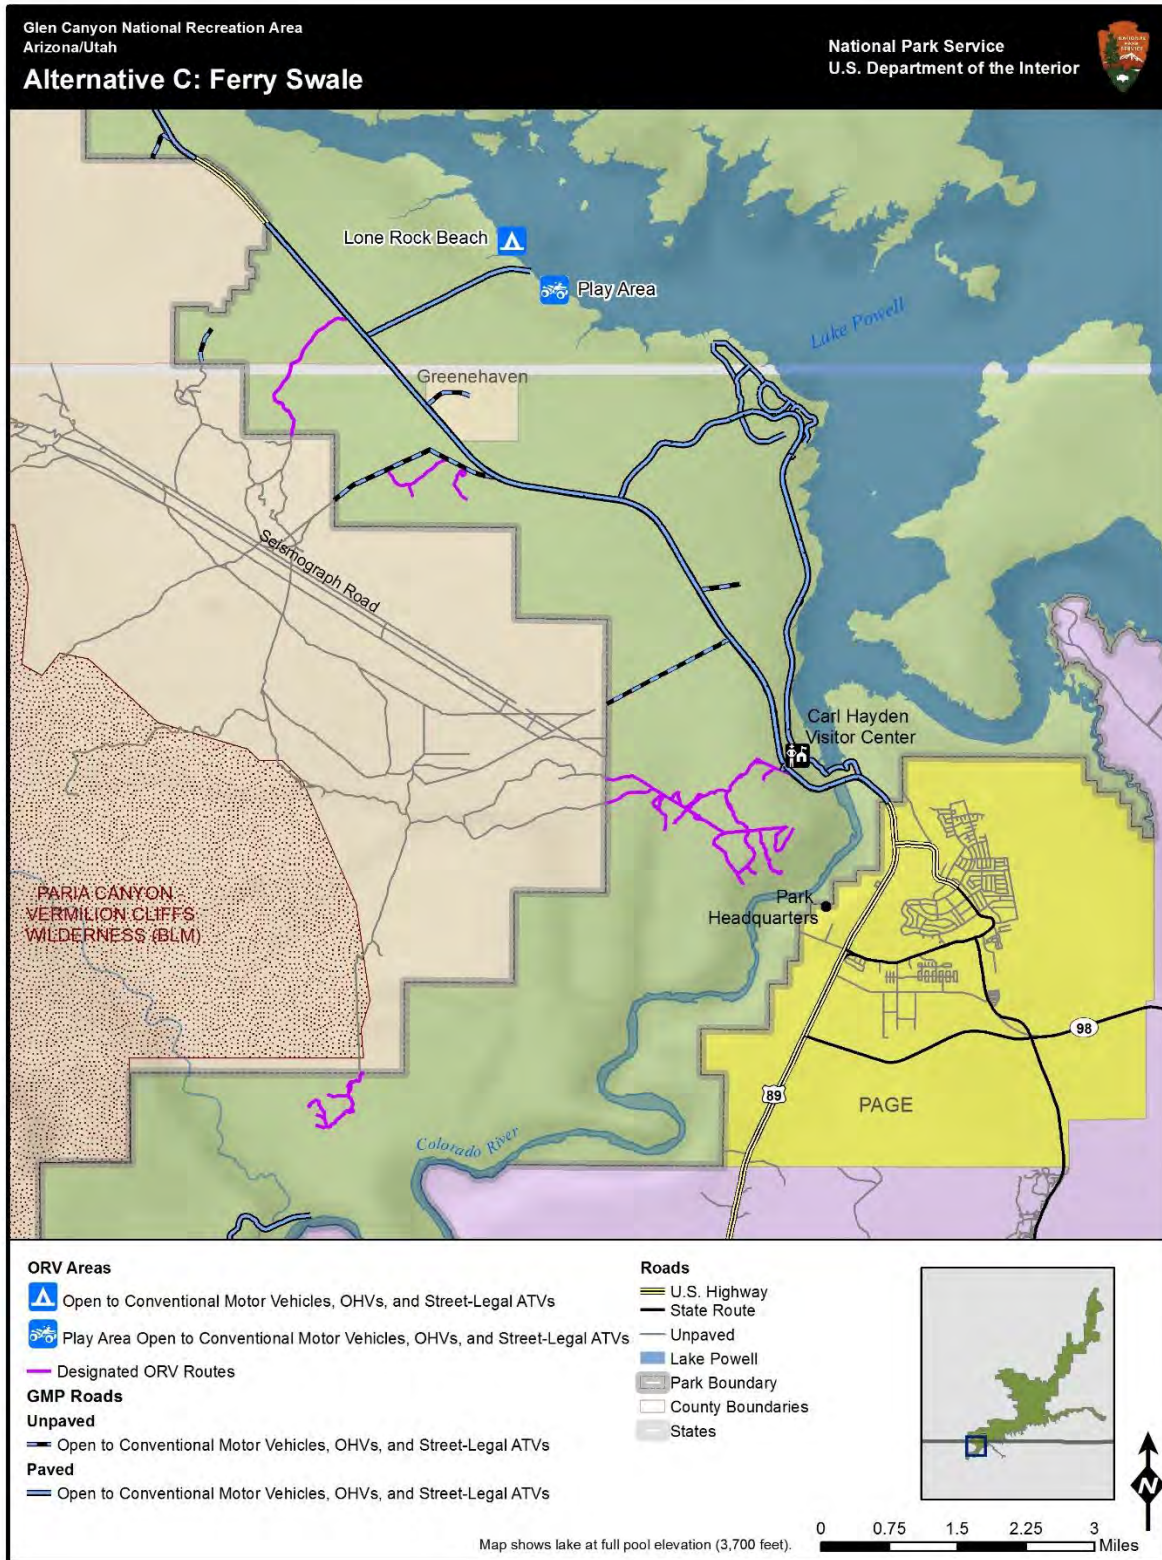 Glen Canyon National Recreation Area
Arizona/Utah
Alternative C: Ferry Swale
National Park Service
U.S. Department of the Interior
NATIONAL
PARK
SERVICE
Lone Rock Beach
Play Area
Lake Powell
Greenehaven
Seismograph Road
Carl Hayden
Visitor Center
PARIA CANYON
VERMILION CLIFFS
WILDERNESS (BLM)
Park
Headquarters
98
89
PAGE
Colorado River
ORV Areas
Open to Conventional Motor Vehicles, OHVs, and Street-Legal ATVs
Play Area Open to Conventional Motor Vehicles, OHVs, and Street-Legal ATVs
Designated ORV Routes
GMP Roads
Unpaved
Open to Conventional Motor Vehicles, OHVs, and Street-Legal ATVs
Paved
Open to Conventional Motor Vehicles, OHVs, and Street-Legal ATVs
Roads
U.S. Highway
State Route
Unpaved
Lake Powell
Park Boundary
County Boundaries
States
N
Map shows lake at full pool elevation (3,700 feet).
0 0.75 1.5 2.25 3
Miles